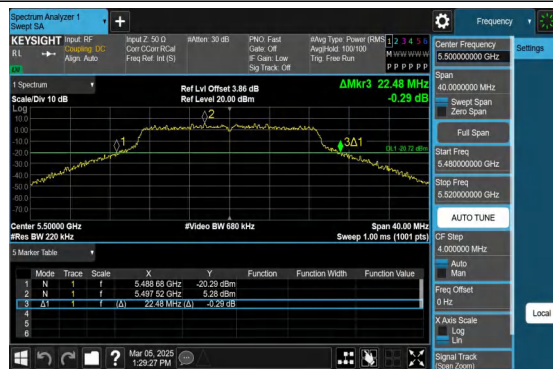 Spectrum Analyzer 1
Swept SA
+
Frequency
KEYSIGHT
RL
Input: RF
Coupling: DC
Align: Auto
Input Z: 50 Ω
Corr CCorr RCal
Freq Ref: Int (S)
#Atten: 30 dB
PNO: Fast
Gate: Off
IF Gain: Low
Sig Track: Off
#Avg Type: Power (RMS
Avg|Hold: 100/100
Trig: Free Run
1 2 3 4 5 6
M W W W W W
P P P P P P
Center Frequency
5.500000000 GHz
Settings
Span
40.0000000 MHz
Swept Span
Zero Span
Full Span
Start Freq
5.480000000 GHz
Stop Freq
5.520000000 GHz
AUTO TUNE
CF Step
4.000000 MHz
Auto
Man
Freq Offset
0 Hz
X Axis Scale
Log
Lin
Signal Track
(Span Zoom)
Local
1 Spectrum
Scale/Div 10 dB
Ref Lvl Offset 3.86 dB
Ref Level 20.00 dBm
ΔMkr3 22.48 MHz
-0.29 dB
Log
10.0
0.00
-10.0
-20.0
-30.0
-40.0
-50.0
-60.0
-70.0
1
2
3Δ1
DL1 -20.72 dBm
Center 5.50000 GHz
#Res BW 220 kHz
#Video BW 680 kHz
Span 40.00 MHz
Sweep 1.00 ms (1001 pts)
5 Marker Table
Mode Trace Scale X Y Function Function Width Function Value
1 N 1 f 5.488 68 GHz -20.29 dBm
2 N 1 f 5.497 52 GHz 5.28 dBm
3 Δ1 1 f (Δ) 22.48 MHz (Δ) -0.29 dB
4
5
6
?
Mar 05, 2025
1:29:27 PM